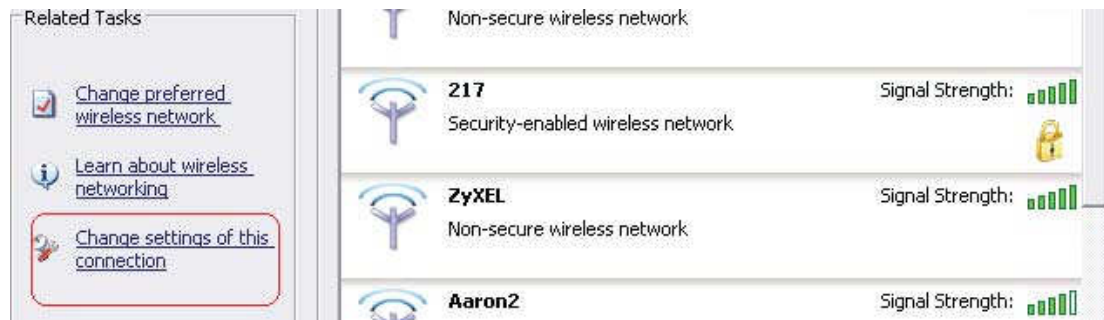 Related Tasks
Change preferred
wireless network
Learn about wireless
networking
Change settings of this
connection
Non-secure wireless network
217
Signal Strength:
Security-enabled wireless network
ZyXEL
Signal Strength:
Non-secure wireless network
Aaron2
Signal Strength: